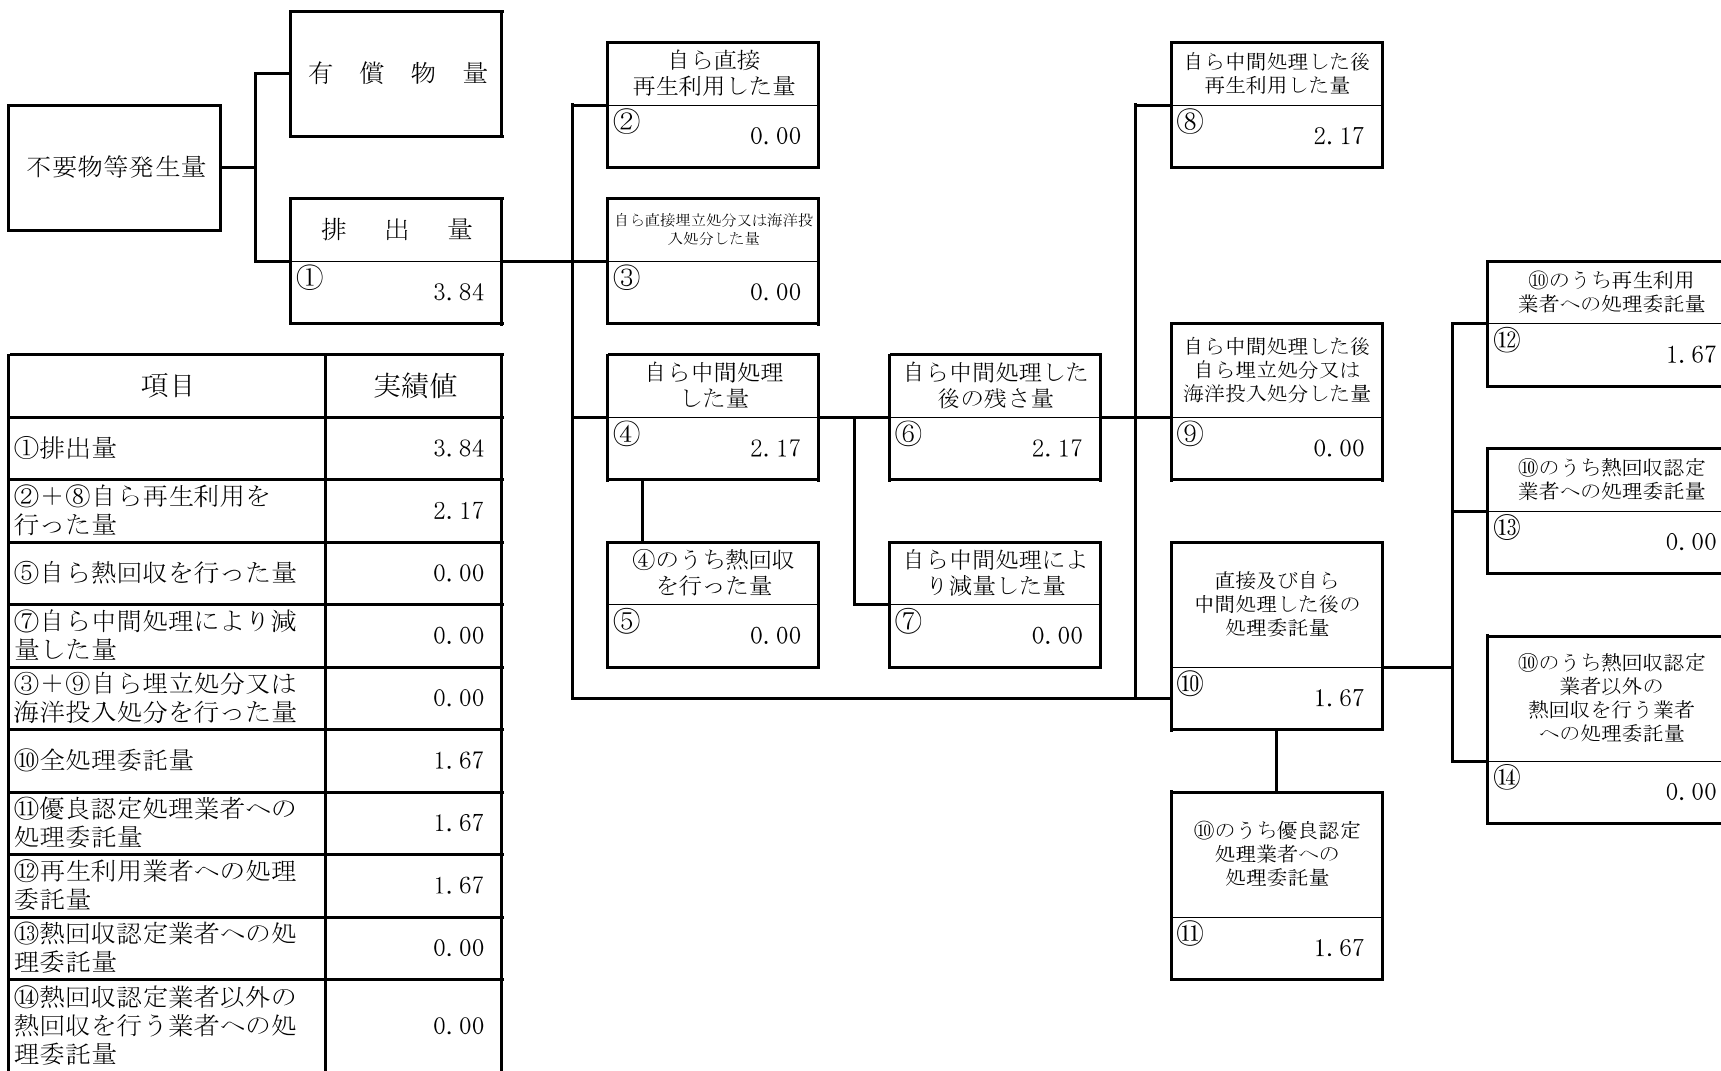 不要物等発生量
有償物量
排出量
①
3.84
自ら直接
再生利用した量
②
0.00
自ら直接埋立処分又は海洋投
入処分した量
③
0.00
自ら中間処理
した量
④
2.17
④のうち熱回収
を行った量
⑤
0.00
自ら中間処理した
後の残さ量
⑥
2.17
自ら中間処理によ
り減量した量
⑦
0.00
自ら中間処理した後
再生利用した量
⑧
2.17
自ら中間処理した後
自ら埋立処分又は
海洋投入処分した量
⑨
0.00
直接及び自ら
中間処理した後の
処理委託量
⑩
1.67
⑩のうち優良認定
処理業者への
処理委託量
⑪
1.67
⑩のうち再生利用
業者への処理委託量
⑫
1.67
⑩のうち熱回収認定
業者への処理委託量
⑬
0.00
⑩のうち熱回収認定
業者以外の
熱回収を行う業者
への処理委託量
⑭
0.00
項目 実績値
①排出量 3.84
②+⑧自ら再生利用を
行った量 2.17
⑤自ら熱回収を行った量 0.00
⑦自ら中間処理により減
量した量 0.00
③+⑨自ら埋立処分又は
海洋投入処分を行った量 0.00
⑩全処理委託量 1.67
⑪優良認定処理業者への
処理委託量 1.67
⑫再生利用業者への処理
委託量 1.67
⑬熱回収認定業者への処
理委託量 0.00
⑭熱回収認定業者以外の
熱回収を行う業者への処
理委託量 0.00